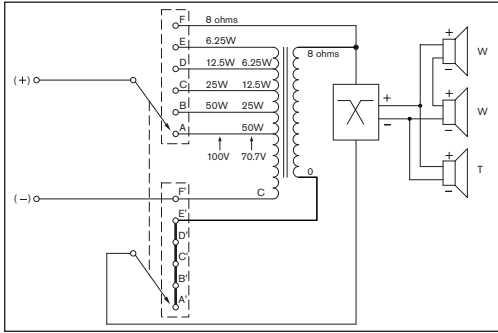 F 8 ohms
E 6.25W
8 ohms
D 12.5W 6.25W
C 25W 12.5W
B 50W 25W
A 50W
100V 70.7V
(+)
(–)
C
0
F'
E'
D'
C'
B'
A'
+
–
+
–
W
+
–
W
+
–
T